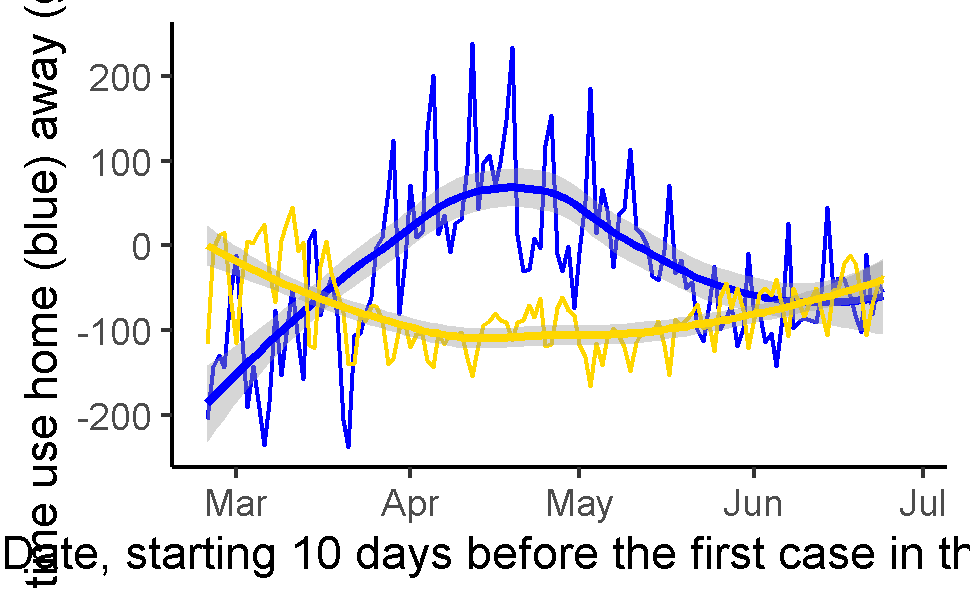 time use home (blue) away (
200
100
0
-100
-200
Mar Apr May Jun Jul
Date, starting 10 days before the first case in